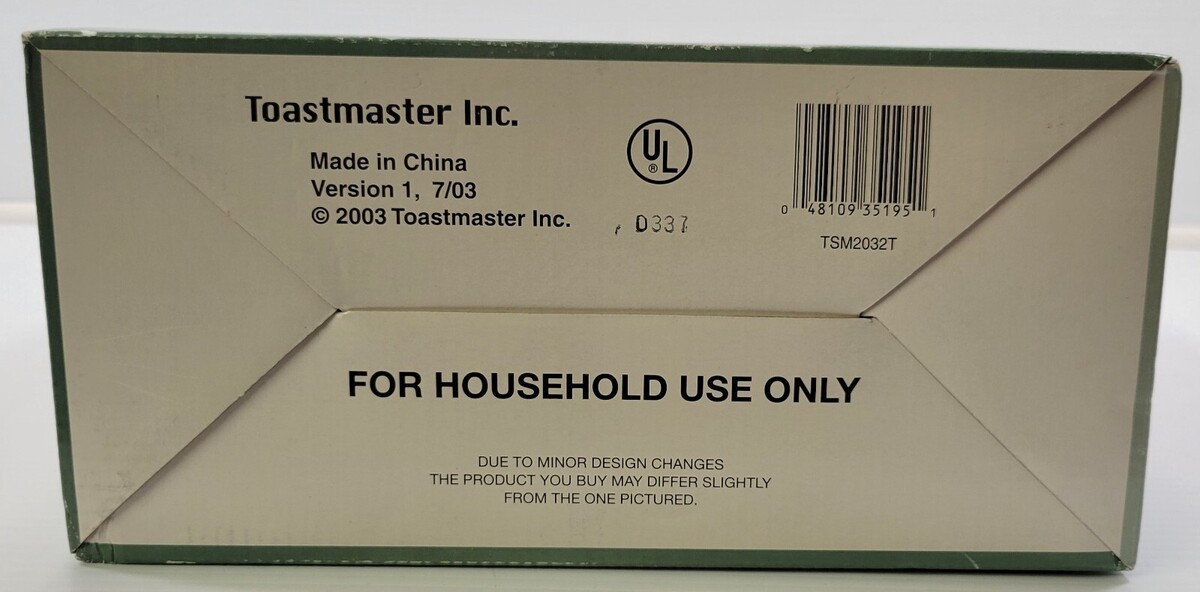 Toastmaster Inc.
Made in China
Version 1, 7/03
© 2003 Toastmaster Inc.
UL
®
D337
0 48109 35195 1
TSM2032T
FOR HOUSEHOLD USE ONLY
DUE TO MINOR DESIGN CHANGES
THE PRODUCT YOU BUY MAY DIFFER SLIGHTLY
FROM THE ONE PICTURED.